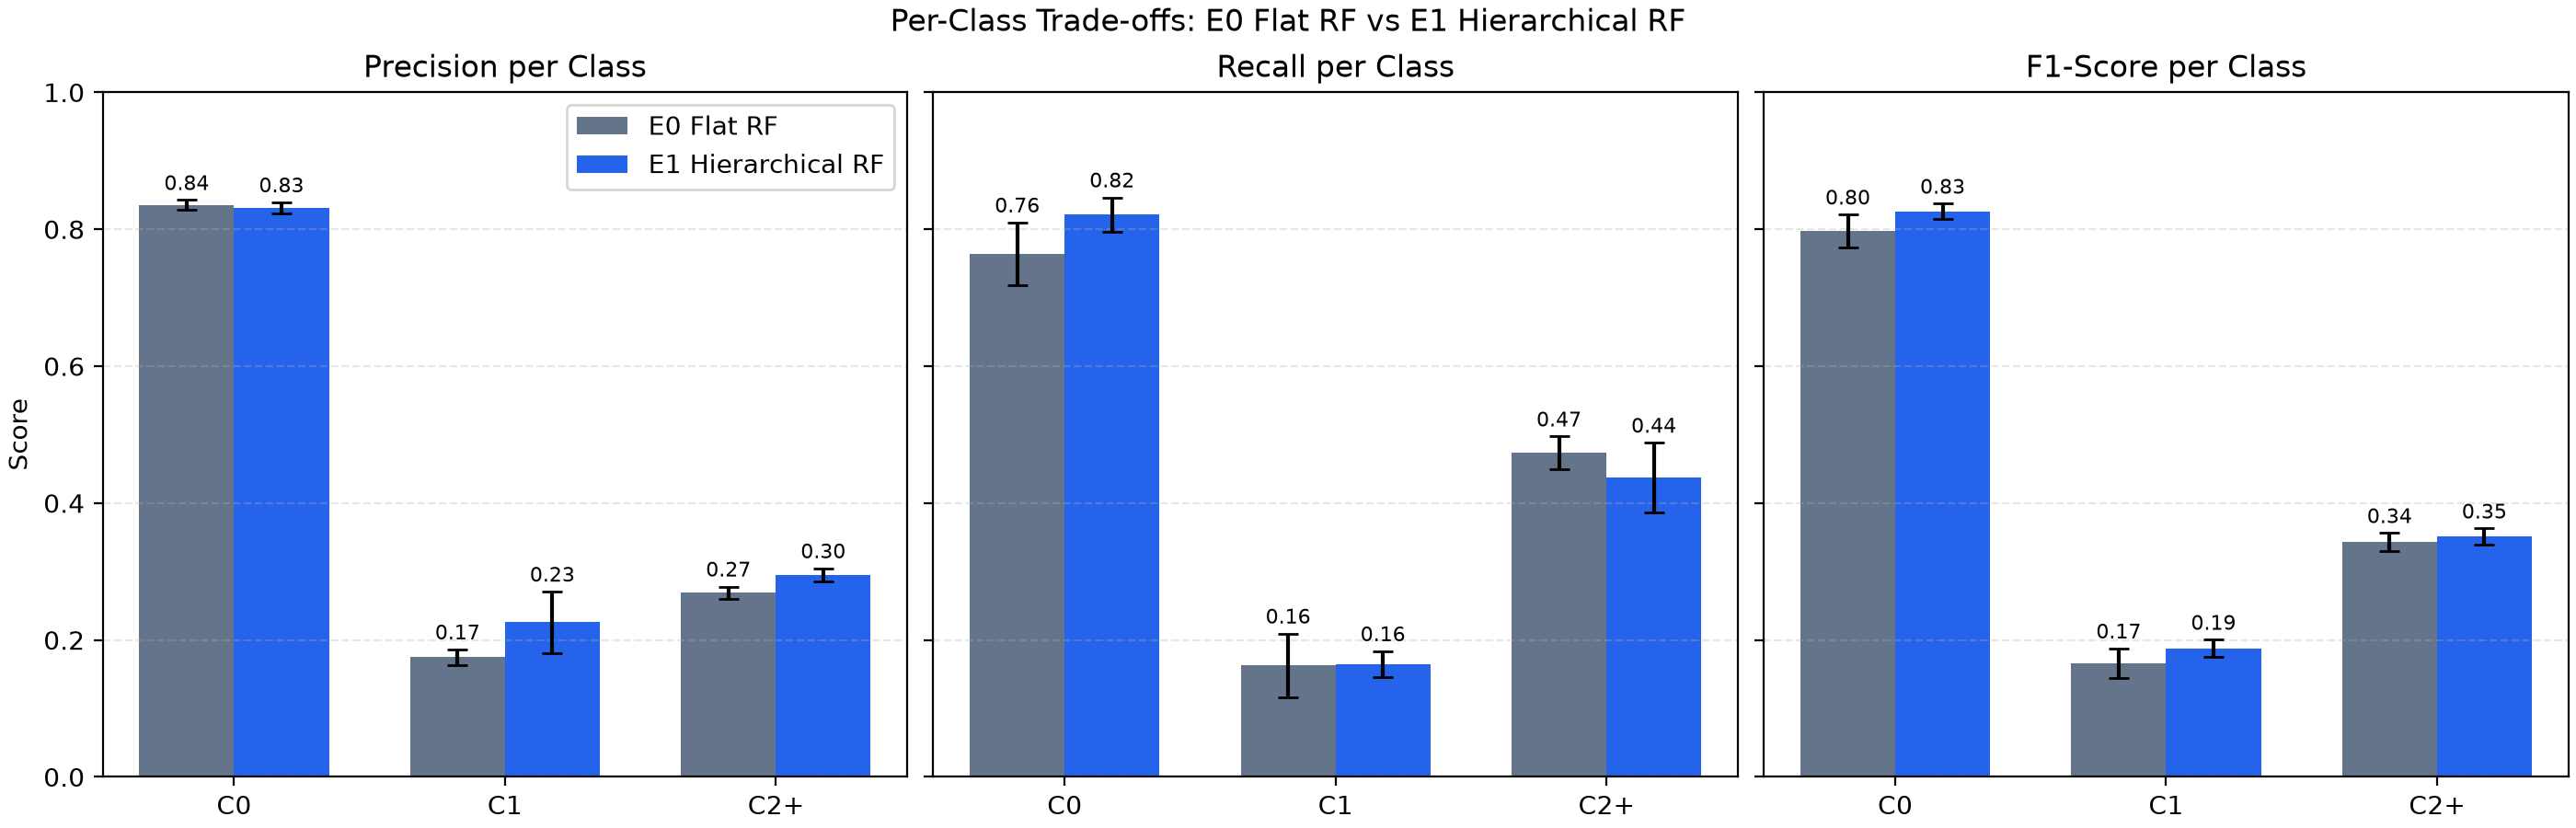 Per-Class Trade-offs: E0 Flat RF vs E1 Hierarchical RF
Precision per Class
Score
1.0
0.8
0.6
0.4
0.2
0.0
E0 Flat RF
E1 Hierarchical RF
0.84
0.83
0.17
0.23
0.27
0.30
C0
C1
C2+
Recall per Class
0.76
0.82
0.16
0.16
0.47
0.44
C0
C1
C2+
F1-Score per Class
0.80
0.83
0.17
0.19
0.34
0.35
C0
C1
C2+